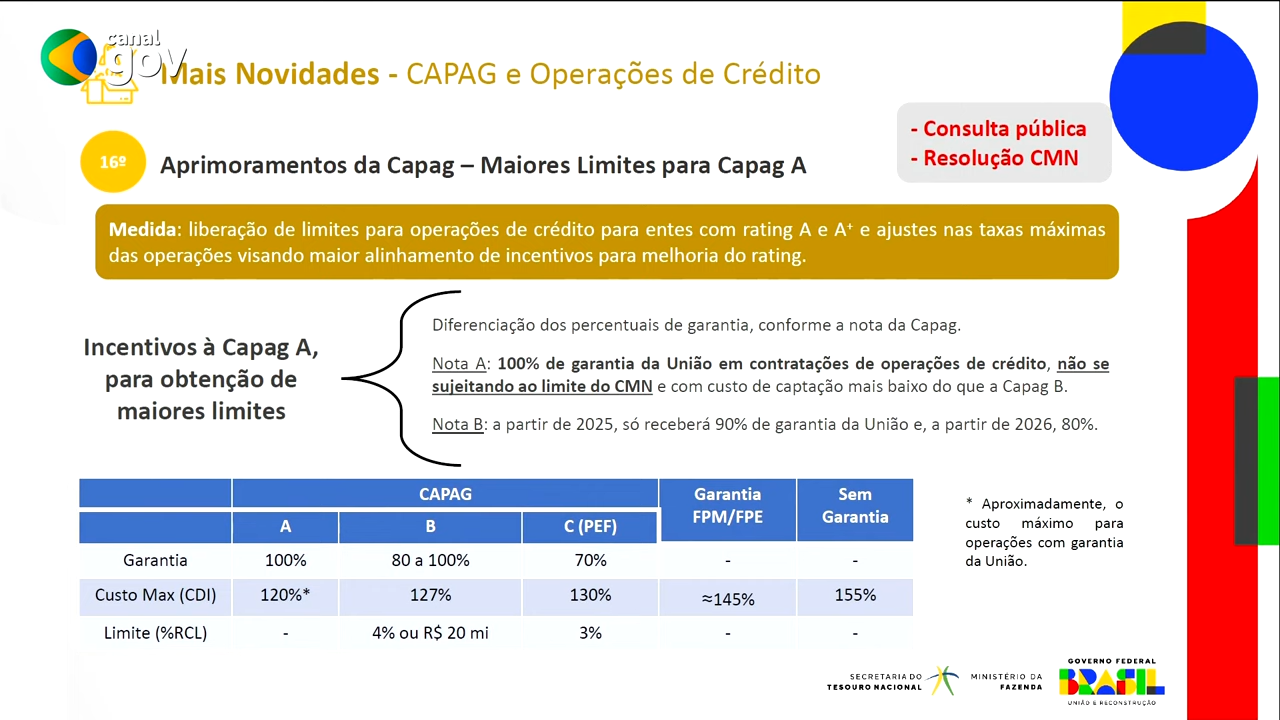 canal
gov
Mais Novidades - CAPAG e Operações de Crédito
- Consulta pública
- Resolução CMN
16º
Aprimoramentos da Capag – Maiores Limites para Capag A
Medida: liberação de limites para operações de crédito para entes com rating A e A⁺ e ajustes nas taxas máximas
das operações visando maior alinhamento de incentivos para melhoria do rating.
Incentivos à Capag A,
para obtenção de
maiores limites
Diferenciação dos percentuais de garantia, conforme a nota da Capag.
Nota A: 100% de garantia da União em contratações de operações de crédito, não se
sujeitando ao limite do CMN e com custo de captação mais baixo do que a Capag B.
Nota B: a partir de 2025, só receberá 90% de garantia da União e, a partir de 2026, 80%.
CAPAG Garantia FPM/FPE Sem Garantia
A B C (PEF)
Garantia 100% 80 a 100% 70% - -
Custo Max (CDI) 120%* 127% 130% ≈145% 155%
Limite (%RCL) - 4% ou R$ 20 mi 3% - -
* Aproximadamente, o
custo máximo para
operações com garantia
da União.
SECRETARIA DO
TESOURO NACIONAL
MINISTÉRIO DA
FAZENDA
GOVERNO FEDERAL
BRASIL
UNIÃO E RECONSTRUÇÃO